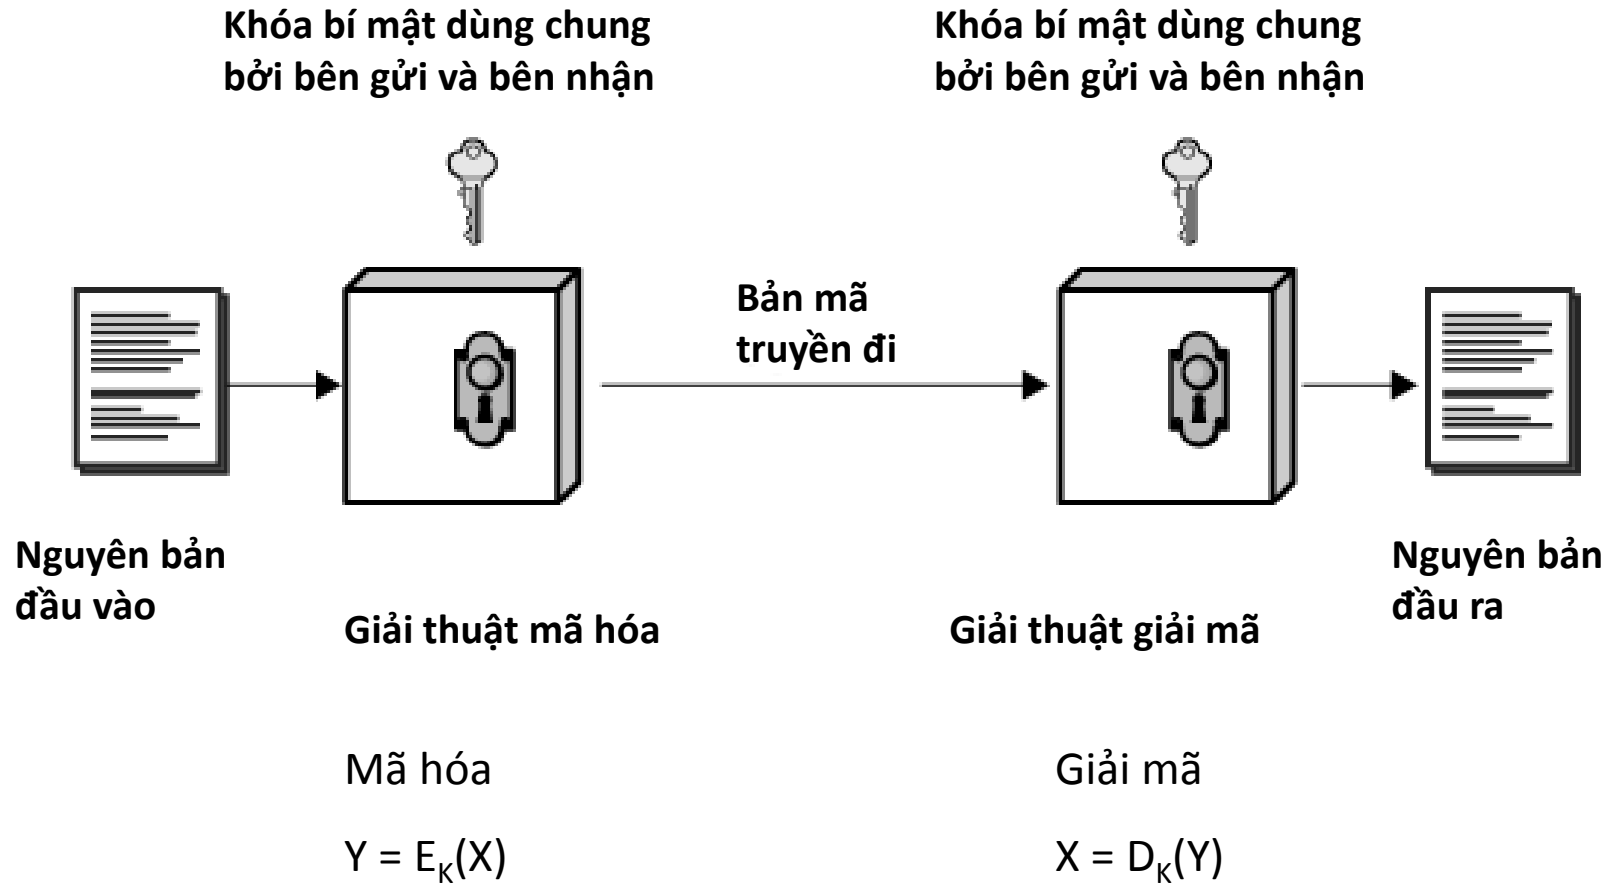 Khóa bí mật dùng chung
bởi bên gửi và bên nhận
Khóa bí mật dùng chung
bởi bên gửi và bên nhận
Bản mã
truyền đi
Nguyên bản
đầu vào
Giải thuật mã hóa
Giải thuật giải mã
Nguyên bản
đầu ra
Mã hóa
Giải mã
Y = E_K(X)
X = D_K(Y)